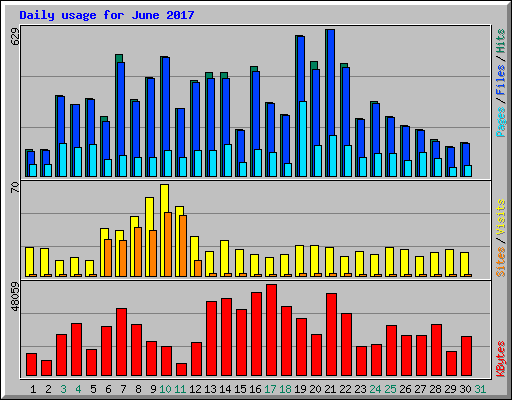 Daily usage for June 2017
629
Pages / Files / Hits
70
Sites / Visits
48059
KBytes
1 2 3 4 5 6 7 8 9 10 11 12 13 14 15 16 17 18 19 20 21 22 23 24 25 26 27 28 29 30 31